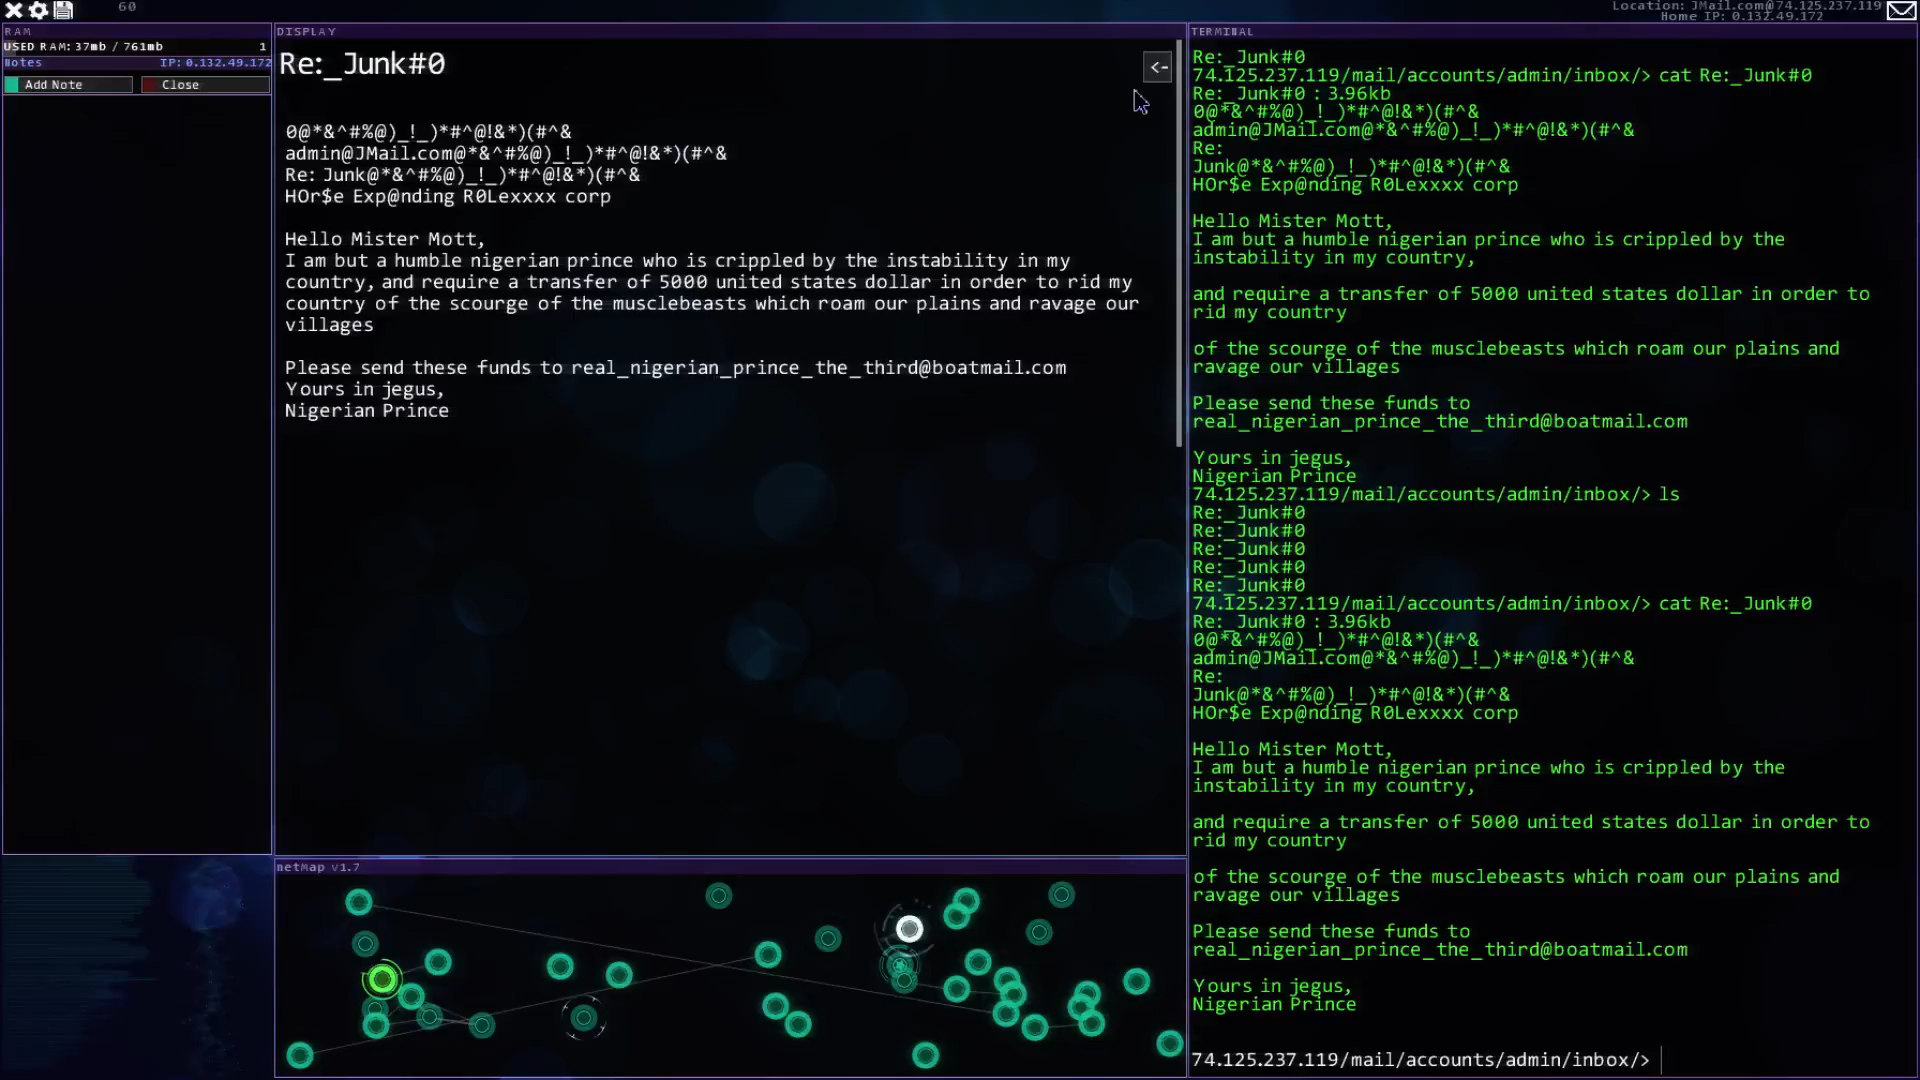 60
Location: JMail.com@74.125.237.119
Home IP: 0.132.49.172
RAM
USED RAM: 37mb / 761mb 1
Notes IP: 0.132.49.172
Add Note Close
DISPLAY
Re:_Junk#0
<-
0@*&^#%@)_!_)*#^@!&*)(#^&
admin@JMail.com@*&^#%@)_!_)*#^@!&*)(#^&
Re: Junk@*&^#%@)_!_)*#^@!&*)(#^&
HOr$e Exp@nding R0Lexxxx corp
Hello Mister Mott,
I am but a humble nigerian prince who is crippled by the instability in my
country, and require a transfer of 5000 united states dollar in order to rid my
country of the scourge of the musclebeasts which roam our plains and ravage our
villages
Please send these funds to real_nigerian_prince_the_third@boatmail.com
Yours in jegus,
Nigerian Prince
netMap v1.7
TERMINAL
Re:_Junk#0
74.125.237.119/mail/accounts/admin/inbox/> cat Re:_Junk#0
Re:_Junk#0 : 3.96kb
0@*&^#%@)_!_)*#^@!&*)(#^&
admin@JMail.com@*&^#%@)_!_)*#^@!&*)(#^&
Re:
Junk@*&^#%@)_!_)*#^@!&*)(#^&
HOr$e Exp@nding R0Lexxxx corp
Hello Mister Mott,
I am but a humble nigerian prince who is crippled by the
instability in my country,
and require a transfer of 5000 united states dollar in order to
rid my country
of the scourge of the musclebeasts which roam our plains and
ravage our villages
Please send these funds to
real_nigerian_prince_the_third@boatmail.com
Yours in jegus,
Nigerian Prince
74.125.237.119/mail/accounts/admin/inbox/> ls
Re:_Junk#0
Re:_Junk#0
Re:_Junk#0
Re:_Junk#0
Re:_Junk#0
74.125.237.119/mail/accounts/admin/inbox/> cat Re:_Junk#0
Re:_Junk#0 : 3.96kb
0@*&^#%@)_!_)*#^@!&*)(#^&
admin@JMail.com@*&^#%@)_!_)*#^@!&*)(#^&
Re:
Junk@*&^#%@)_!_)*#^@!&*)(#^&
HOr$e Exp@nding R0Lexxxx corp
Hello Mister Mott,
I am but a humble nigerian prince who is crippled by the
instability in my country,
and require a transfer of 5000 united states dollar in order to
rid my country
of the scourge of the musclebeasts which roam our plains and
ravage our villages
Please send these funds to
real_nigerian_prince_the_third@boatmail.com
Yours in jegus,
Nigerian Prince
74.125.237.119/mail/accounts/admin/inbox/>